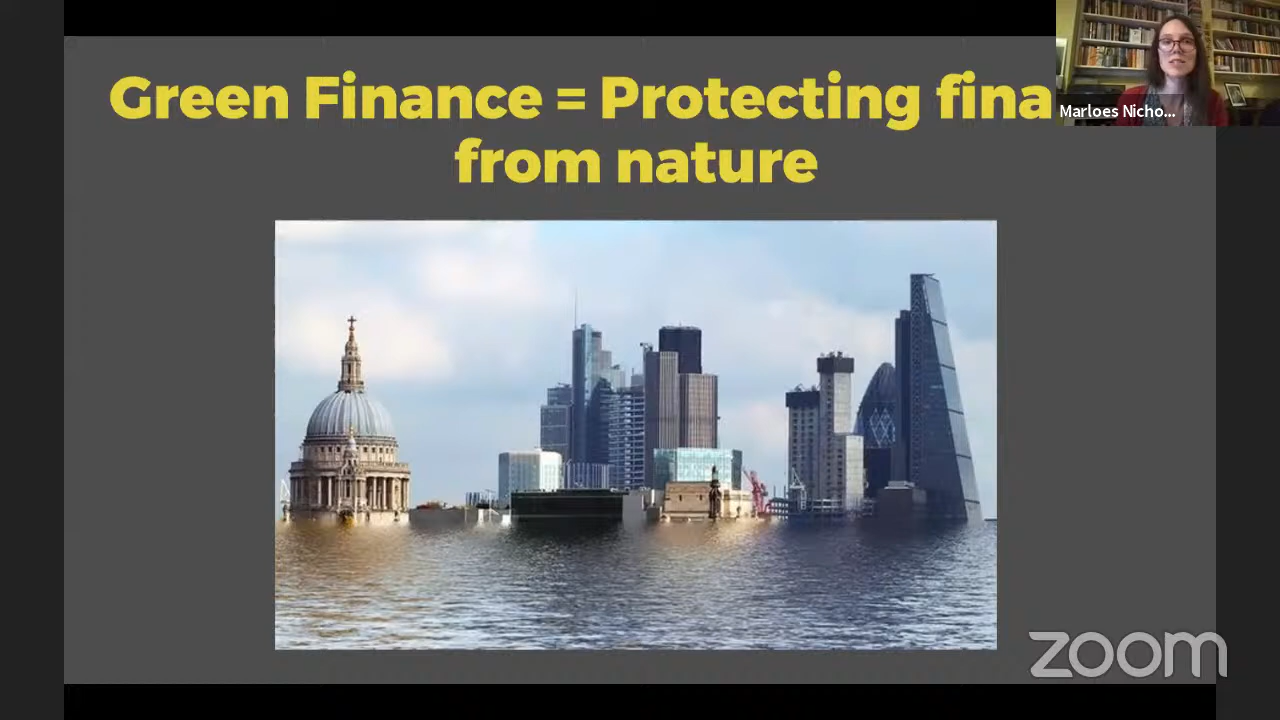 Green Finance = Protecting fina
from nature
Marloes Nicho...
zoom